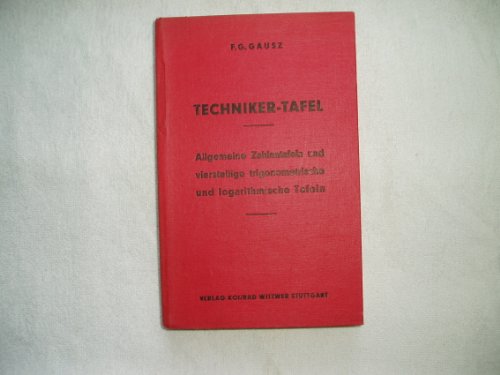 F. G. GAUSZ
TECHNIKER-TAFEL
Allgemeine Zahlentafeln und
vierstellige trigonometrische
und logarithmische Tafeln
VERLAG KONRAD WITTWER STUTTGART